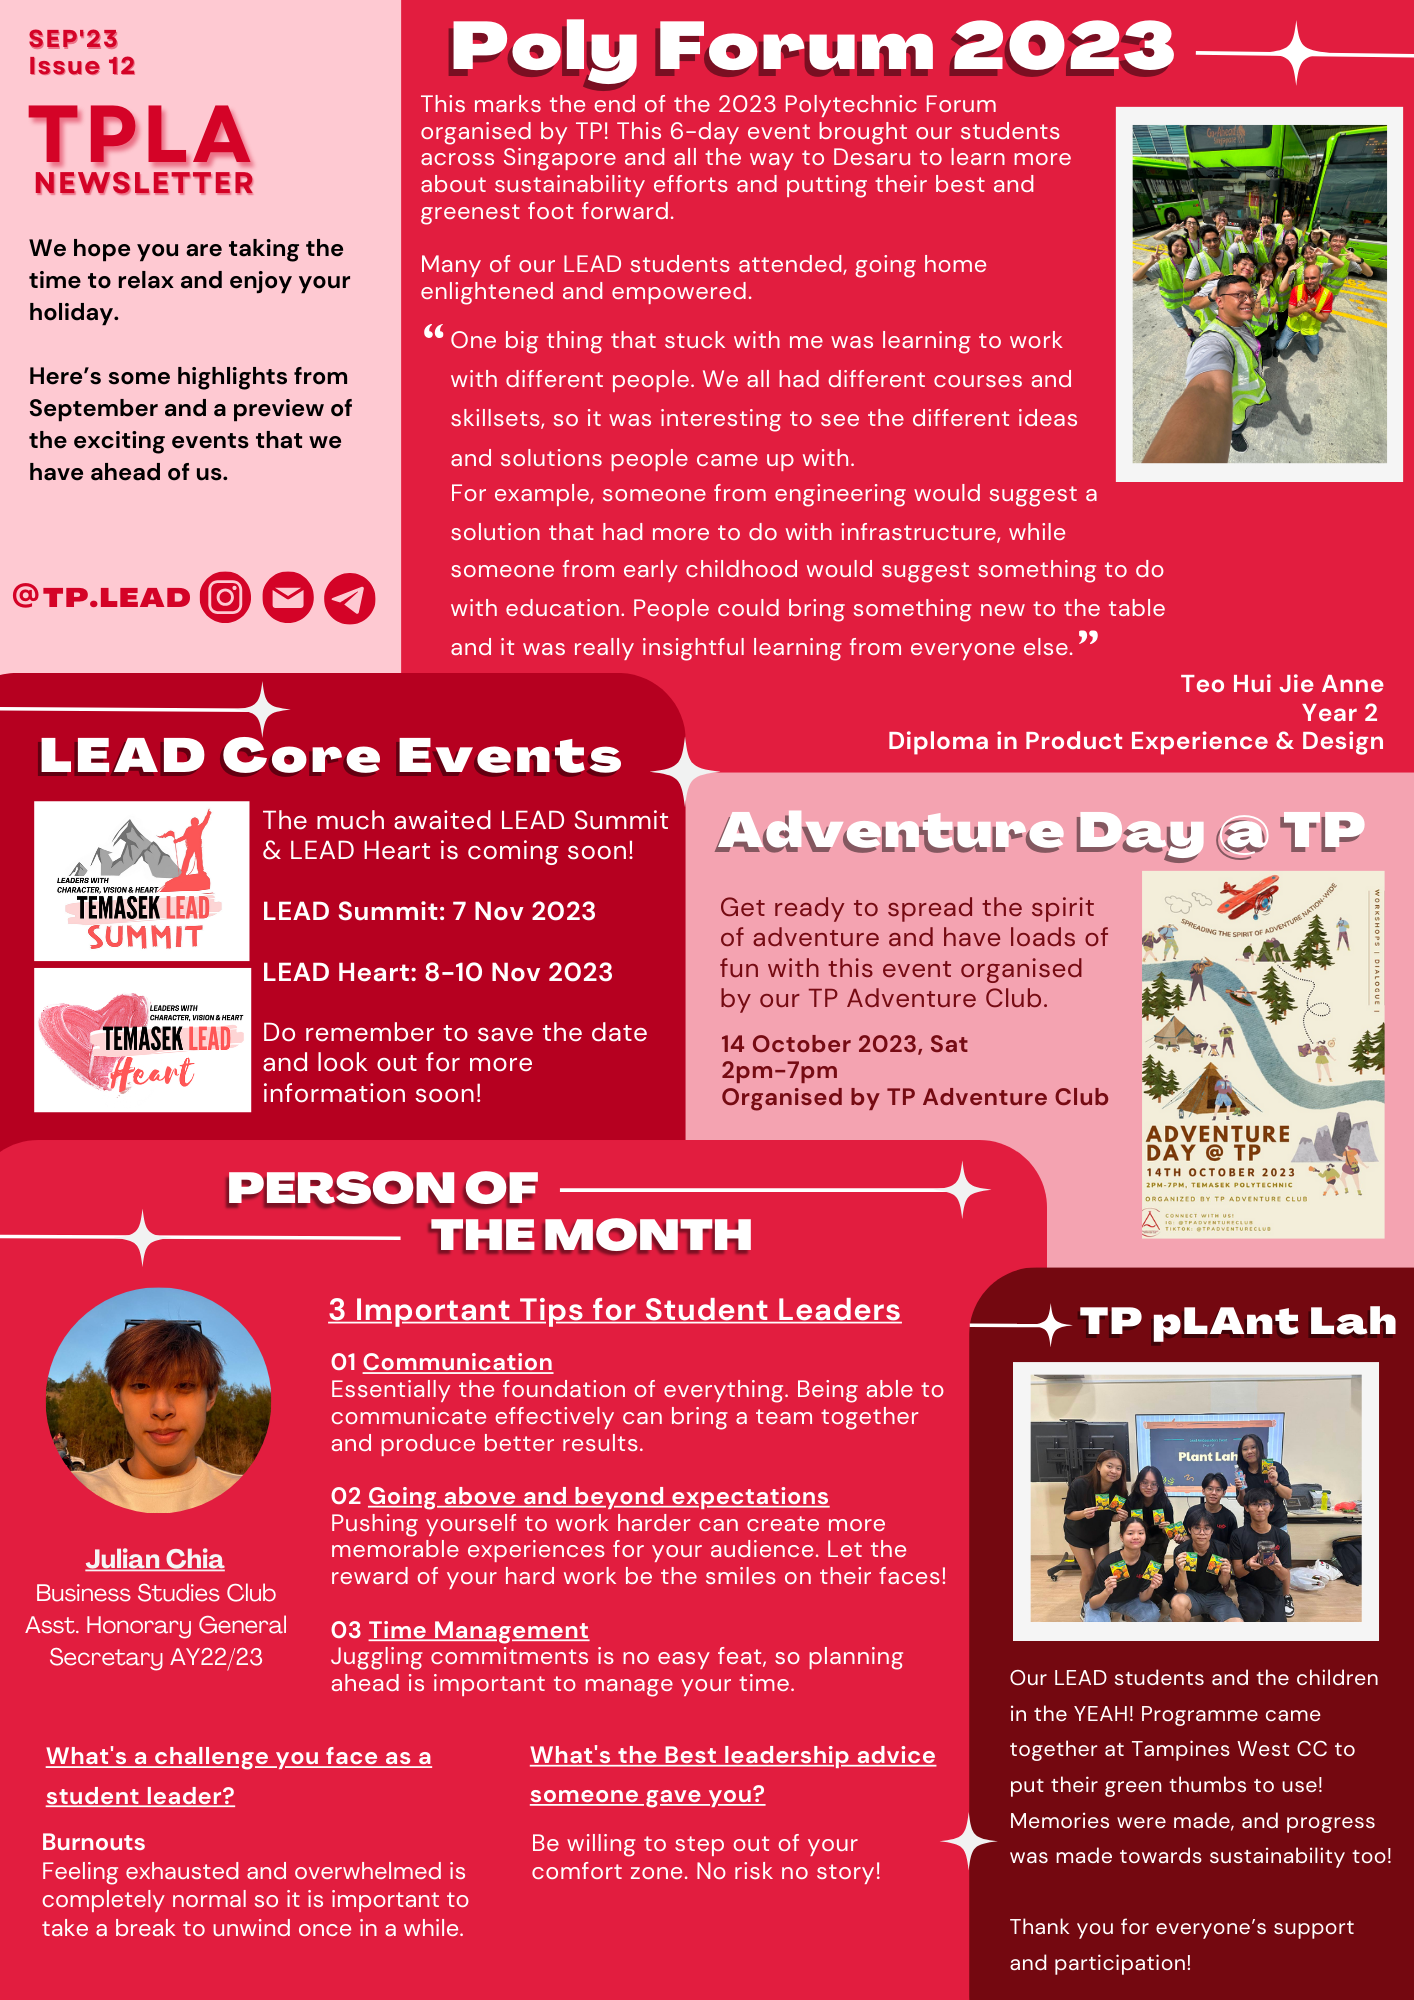 SEP'23
Issue 12
TPLA
NEWSLETTER
We hope you are taking the
time to relax and enjoy your
holiday.
Here's some highlights from
September and a preview of
the exciting events that we
have ahead of us.
@TP.LEAD
Poly Forum 2023
This marks the end of the 2023 Polytechnic Forum
organised by TP! This 6-day event brought our students
across Singapore and all the way to Desaru to learn more
about sustainability efforts and putting their best and
greenest foot forward.
Many of our LEAD students attended, going home
enlightened and empowered.
“One big thing that stuck with me was learning to work
with different people. We all had different courses and
skillsets, so it was interesting to see the different ideas
and solutions people came up with.
For example, someone from engineering would suggest a
solution that had more to do with infrastructure, while
someone from early childhood would suggest something to do
with education. People could bring something new to the table
and it was really insightful learning from everyone else.”
Teo Hui Jie Anne
Year 2
Diploma in Product Experience & Design
LEAD Core Events
LEADERS WITH
CHARACTER, VISION & HEART
TEMASEK LEAD
SUMMIT
LEADERS WITH
CHARACTER, VISION & HEART
TEMASEK LEAD
Heart
The much awaited LEAD Summit
& LEAD Heart is coming soon!
LEAD Summit: 7 Nov 2023
LEAD Heart: 8-10 Nov 2023
Do remember to save the date
and look out for more
information soon!
Adventure Day @ TP
Get ready to spread the spirit
of adventure and have loads of
fun with this event organised
by our TP Adventure Club.
14 October 2023, Sat
2pm-7pm
Organised by TP Adventure Club
SPREADING THE SPIRIT OF ADVENTURE NATION-WIDE
WORKSHOPS | DIALOGUE |
ADVENTURE
DAY @ TP
14TH OCTOBER 2023
2PM-7PM, TEMASEK POLYTECHNIC
ORGANIZED BY TP ADVENTURE CLUB
CONNECT WITH US!
IG: @TPADVENTURECLUB
TIKTOK: @TPADVENTURECLUB
PERSON OF
THE MONTH
Julian Chia
Business Studies Club
Asst. Honorary General
Secretary AY22/23
3 Important Tips for Student Leaders
01 Communication
Essentially the foundation of everything. Being able to
communicate effectively can bring a team together
and produce better results.
02 Going above and beyond expectations
Pushing yourself to work harder can create more
memorable experiences for your audience. Let the
reward of your hard work be the smiles on their faces!
03 Time Management
Juggling commitments is no easy feat, so planning
ahead is important to manage your time.
What's a challenge you face as a
student leader?
Burnouts
Feeling exhausted and overwhelmed is
completely normal so it is important to
take a break to unwind once in a while.
What's the Best leadership advice
someone gave you?
Be willing to step out of your
comfort zone. No risk no story!
TP pLAnt Lah
Plant Lah
Our LEAD students and the children
in the YEAH! Programme came
together at Tampines West CC to
put their green thumbs to use!
Memories were made, and progress
was made towards sustainability too!
Thank you for everyone's support
and participation!